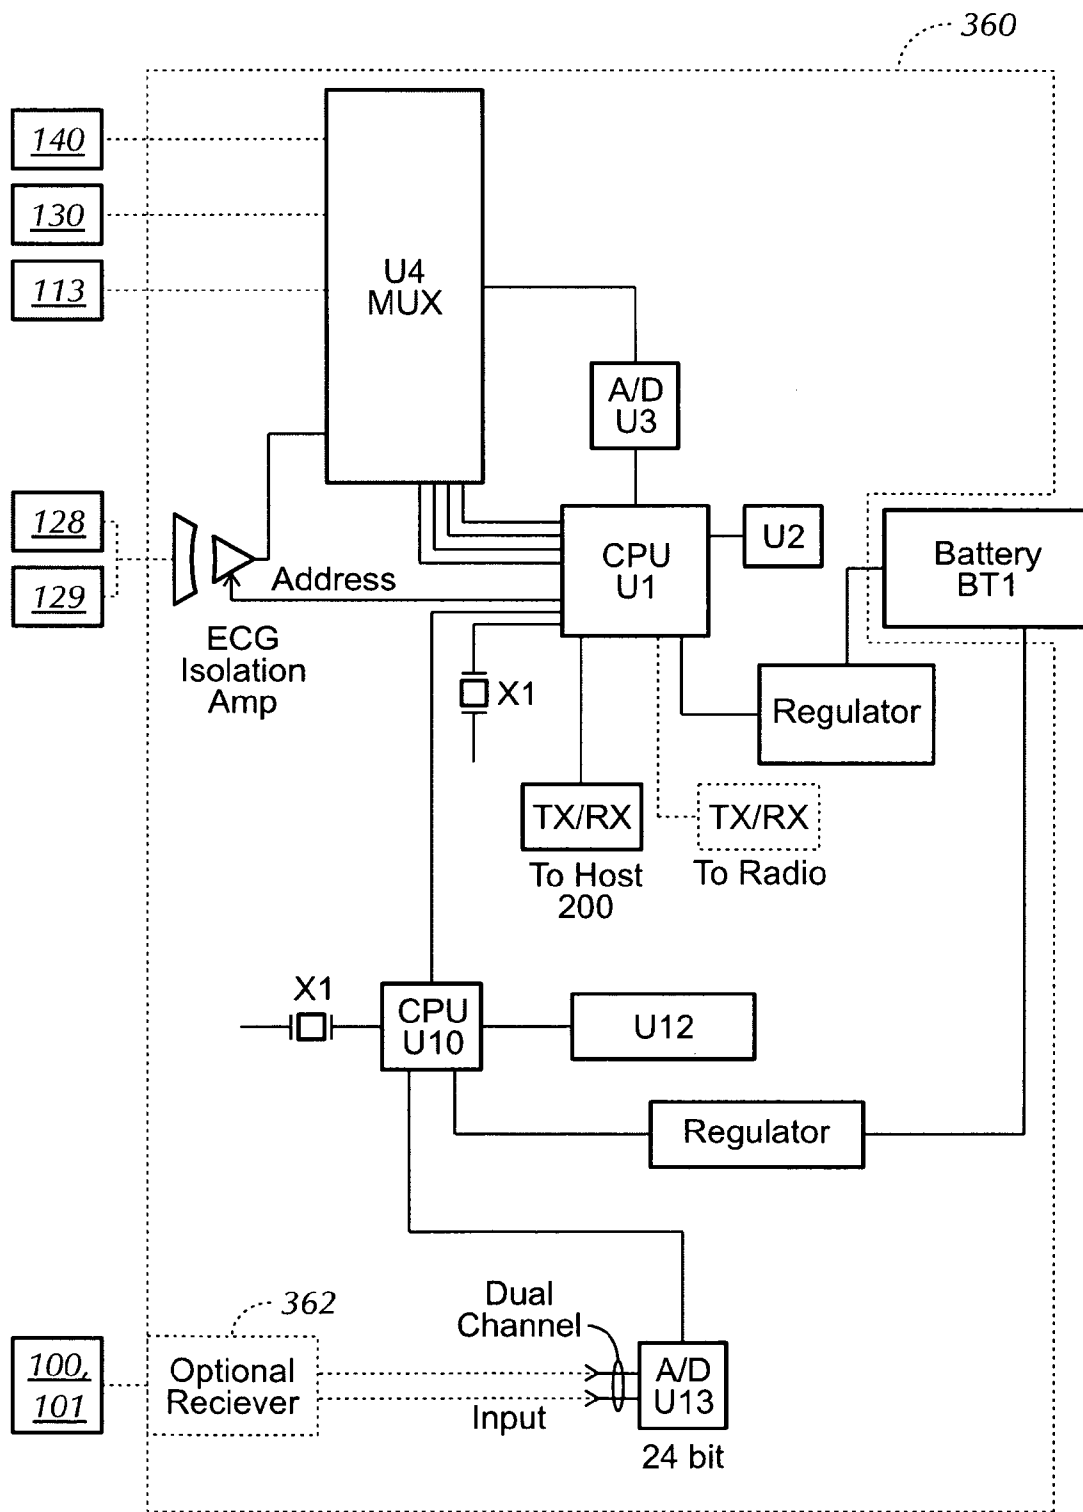 360
140
130
113
U4
MUX
A/D
U3
128
129
Address
ECG
Isolation
Amp
CPU
U1
U2
Battery
BT1
X1
Regulator
TX/RX
To Host
200
TX/RX
To Radio
X1
CPU
U10
U12
Regulator
362
Dual
Channel
100,
101
Optional
Reciever
Input
A/D
U13
24 bit